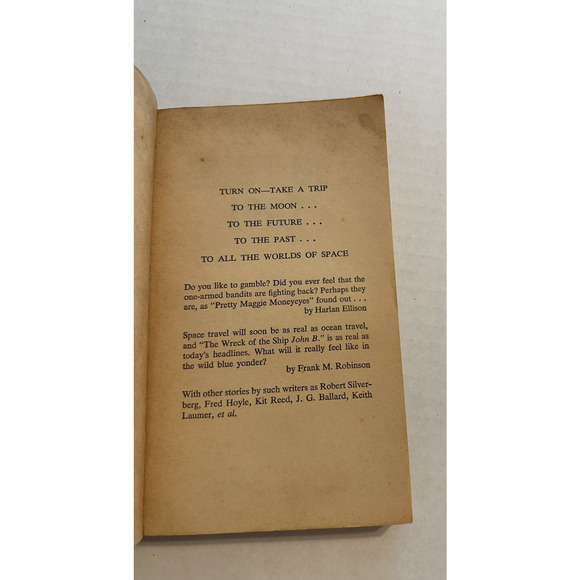 TURN ON—TAKE A TRIP
TO THE MOON . . .
TO THE FUTURE . . .
TO THE PAST . . .
TO ALL THE WORLDS OF SPACE
Do you like to gamble? Did you ever feel that the
one-armed bandits are fighting back? Perhaps they
are, as "Pretty Maggie Moneyeyes" found out . . .
by Harlan Ellison
Space travel will soon be as real as ocean travel,
and "The Wreck of the Ship John B." is as real as
today's headlines. What will it really feel like in
the wild blue yonder?
by Frank M. Robinson
With other stories by such writers as Robert Silver-
berg, Fred Hoyle, Kit Reed, J. G. Ballard, Keith
Laumer, et al.